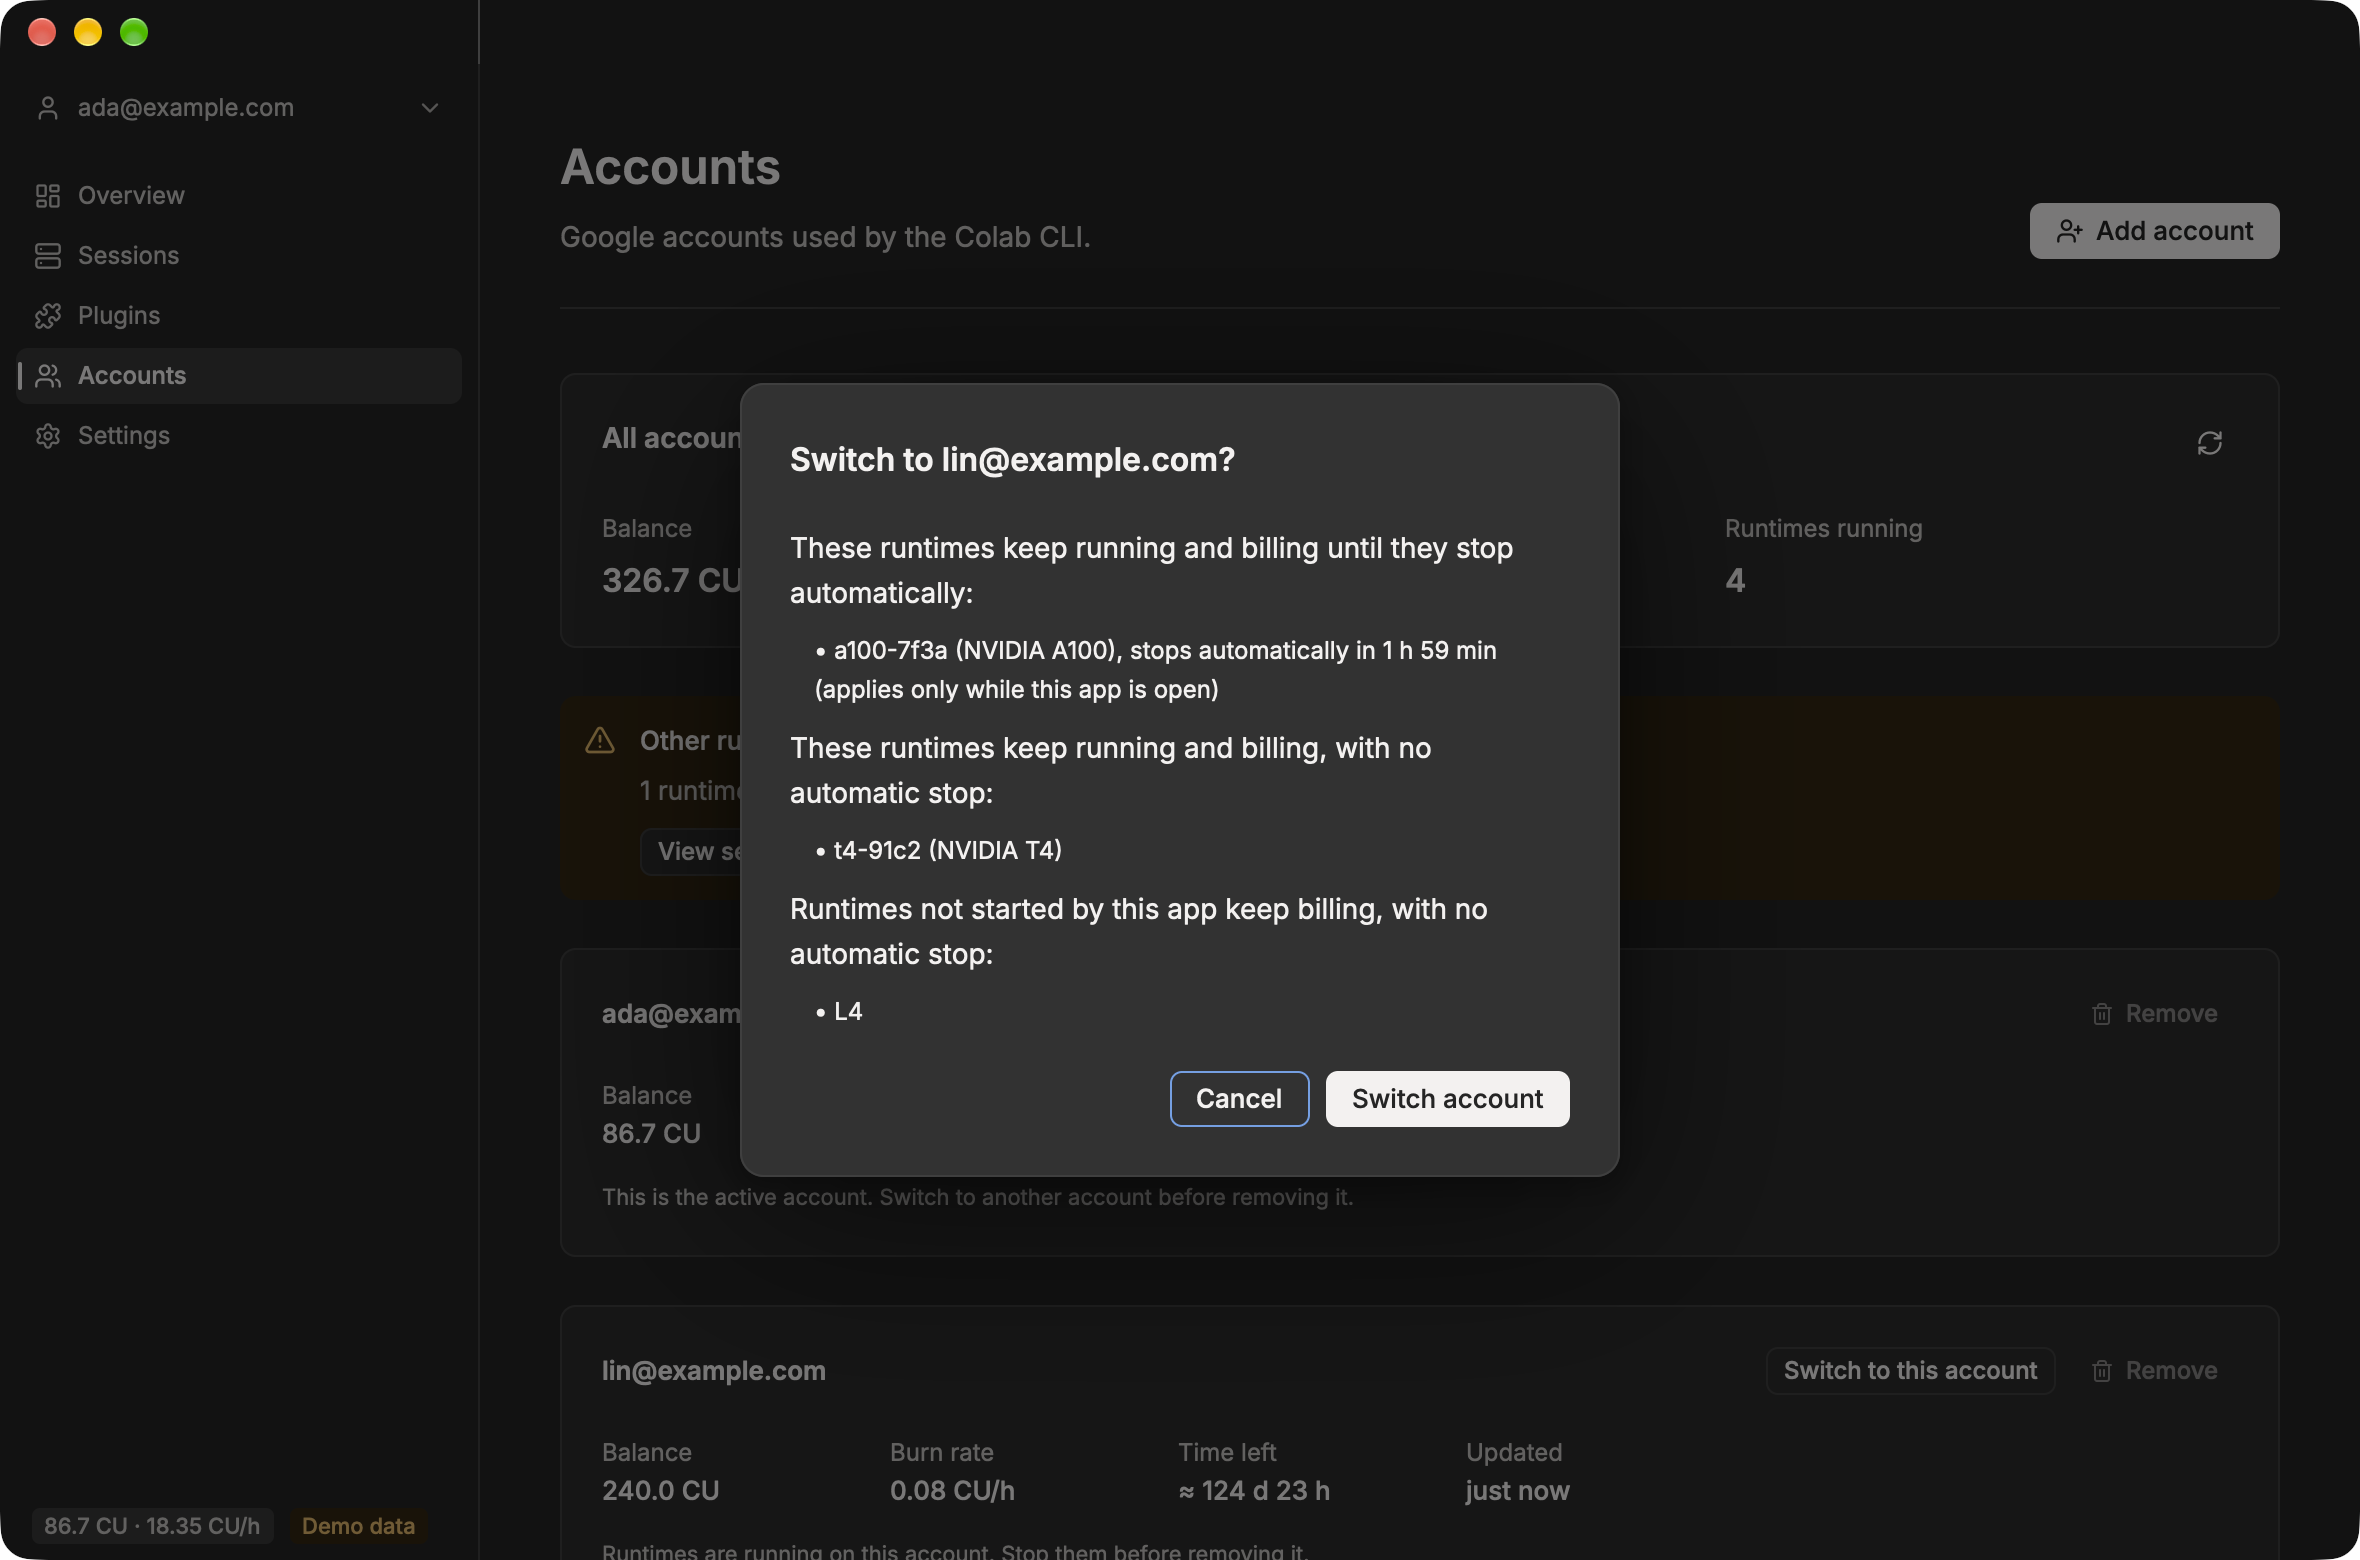 ada@example.com
Overview
Sessions
Plugins
Accounts
Settings
86.7 CU · 18.35 CU/h
Demo data
Accounts
Google accounts used by the Colab CLI.
Add account
All accoun
Balance
326.7 CU
Runtimes running
4
Other ru
1 runtime
View se
ada@exam
Remove
Balance
86.7 CU
This is the active account. Switch to another account before removing it.
Switch to lin@example.com?
These runtimes keep running and billing until they stop
automatically:
• a100-7f3a (NVIDIA A100), stops automatically in 1 h 59 min
(applies only while this app is open)
These runtimes keep running and billing, with no
automatic stop:
• t4-91c2 (NVIDIA T4)
Runtimes not started by this app keep billing, with no
automatic stop:
• L4
Cancel
Switch account
lin@example.com
Switch to this account
Remove
Balance
Burn rate
Time left
Updated
240.0 CU
0.08 CU/h
≈ 124 d 23 h
just now
Runtimes are running on this account. Stop them before removing it.